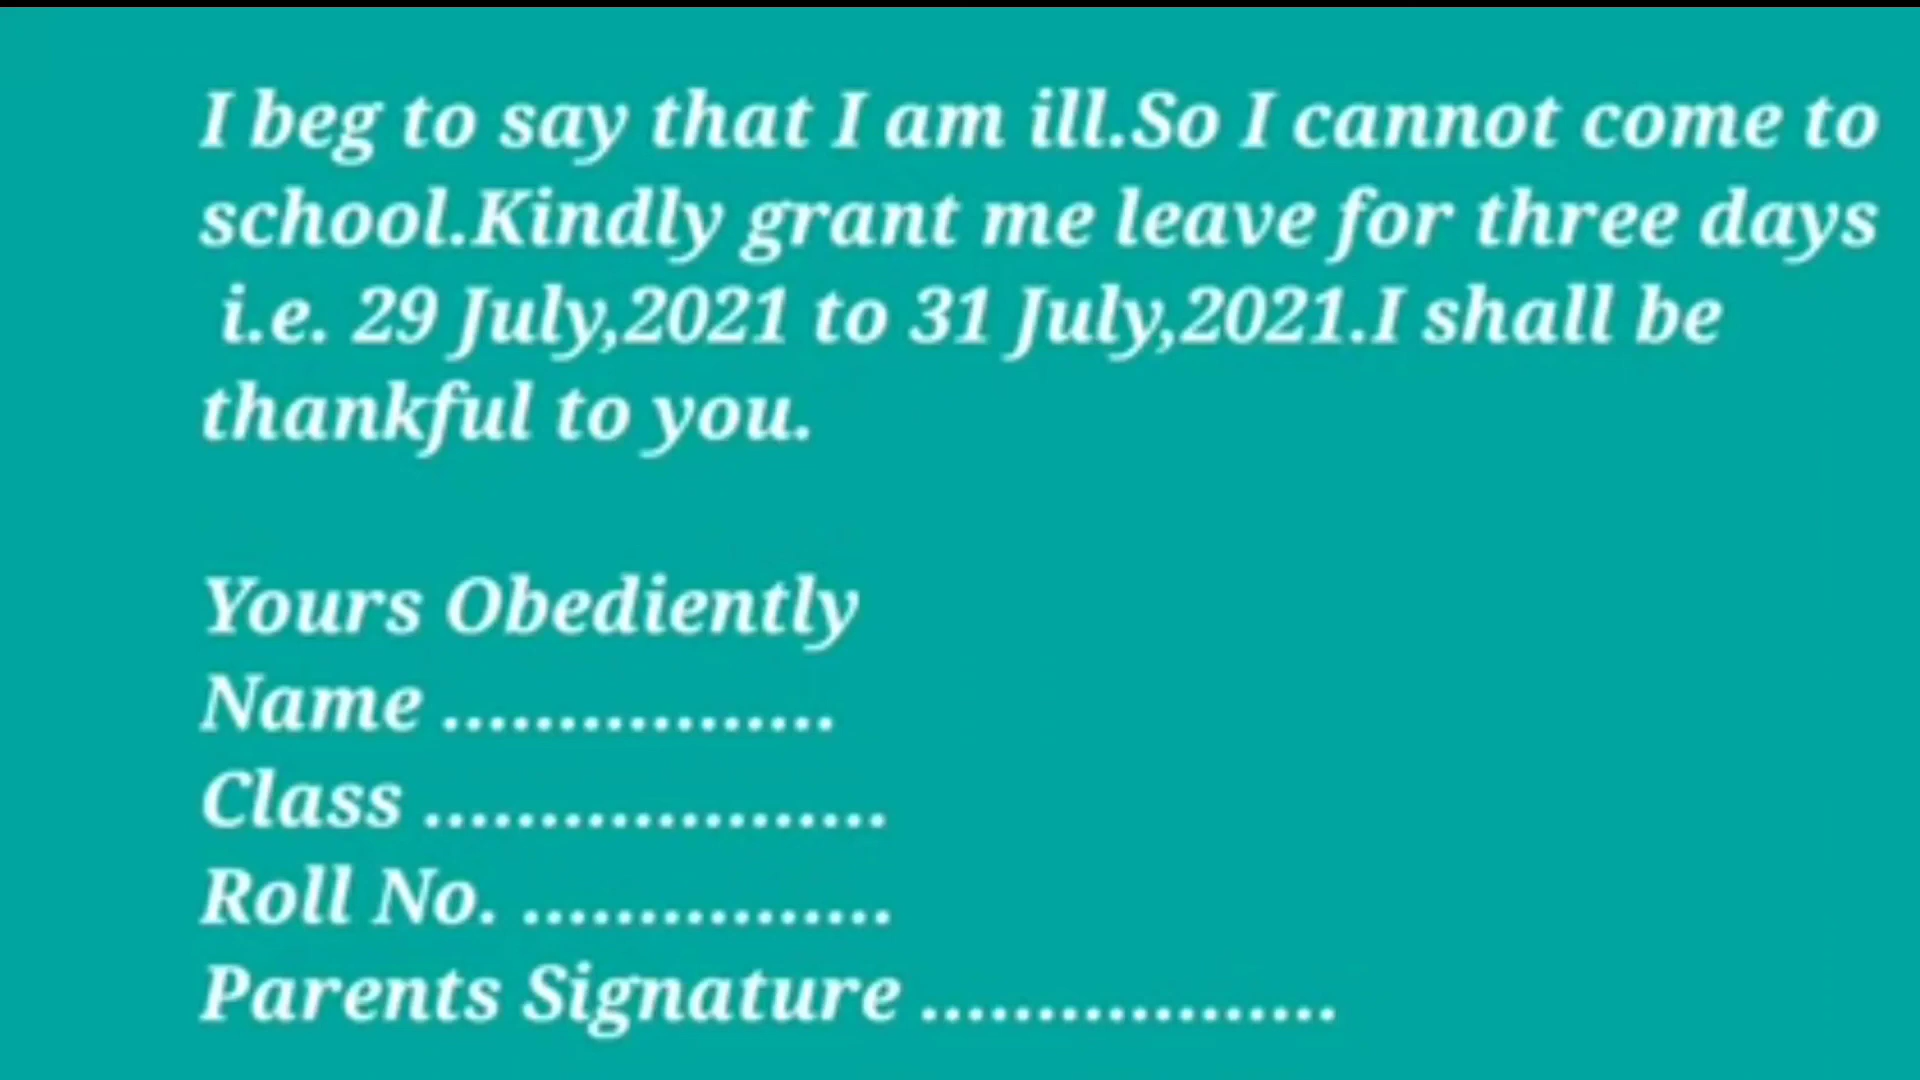 I beg to say that I am ill.So I cannot come to
school.Kindly grant me leave for three days
i.e. 29 July,2021 to 31 July,2021.I shall be
thankful to you.
Yours Obediently
Name .................
Class ....................
Roll No. ................
Parents Signature ..................